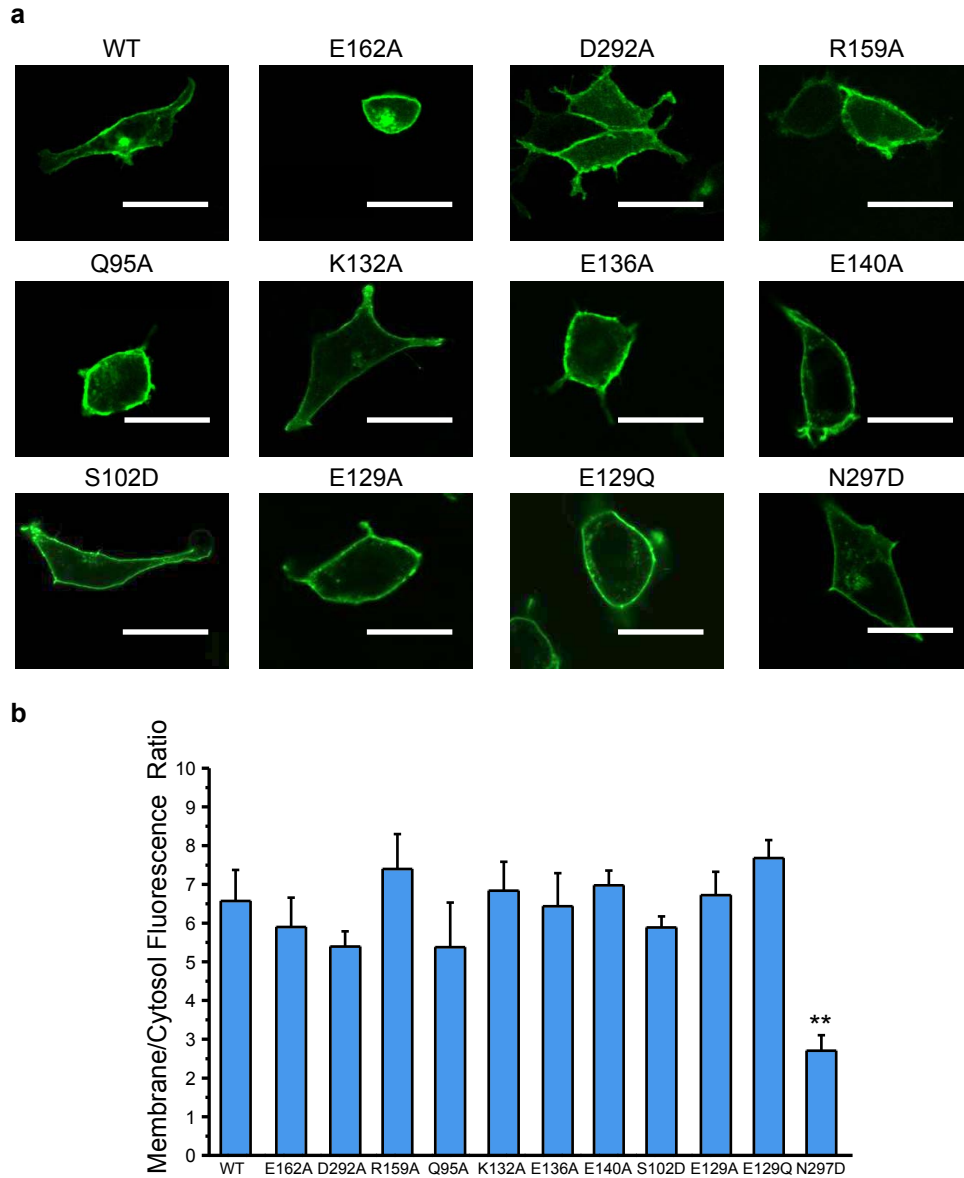 a
WT E162A D292A R159A
Q95A K132A E136A E140A
S102D E129A E129Q N297D
b
Membrane/Cytosol Fluorescence Ratio
10
9
8
7
6
5
4
3
2
1
0
**
WT E162A D292A R159A Q95A K132A E136A E140A S102D E129A E129Q N297D